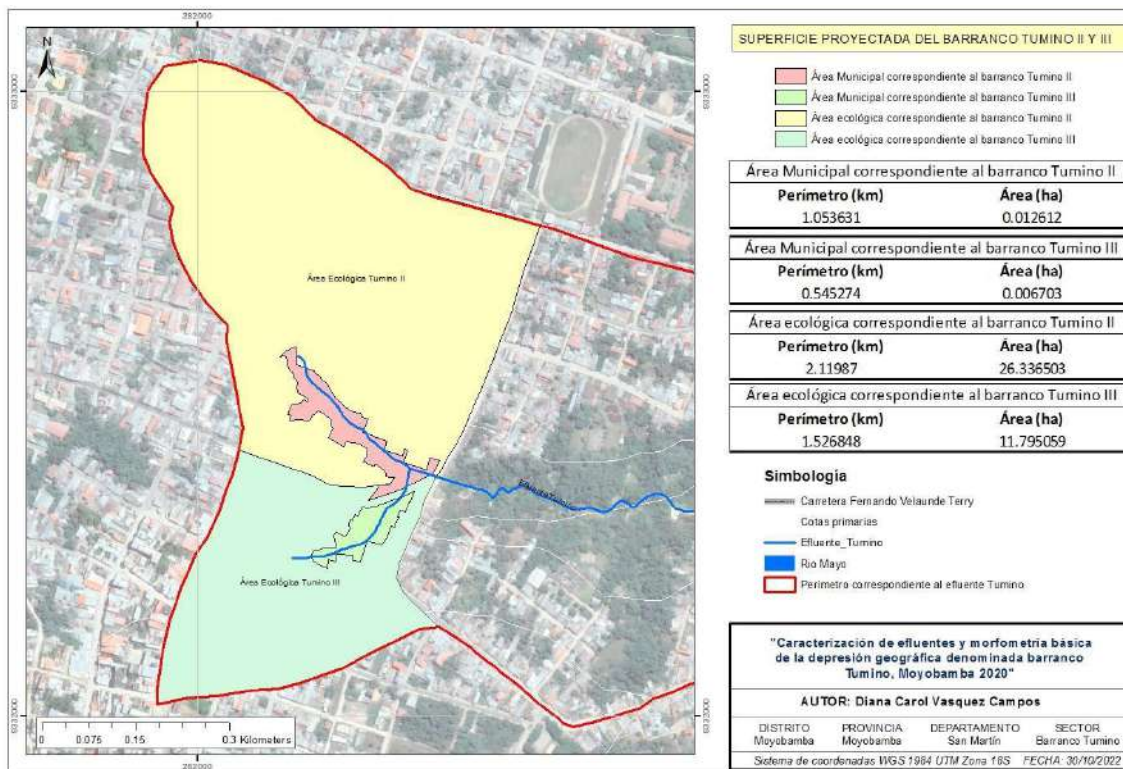 282000
N
9333000
9333000
Área Ecológica Tumino II
Área Ecológica Tumino III
9332000
9332000
0 0.075 0.15 0.3 Kilometers
282000
SUPERFICIE PROYECTADA DEL BARRANCO TUMINO II Y III
Área Municipal correspondiente al barranco Tumino II
Área Municipal correspondiente al barranco Tumino III
Área ecológica correspondiente al barranco Tumino II
Área ecológica correspondiente al barranco Tumino III
Área Municipal correspondiente al barranco Tumino II
Perímetro (km) Área (ha)
1.053631 0.012612
Área Municipal correspondiente al barranco Tumino III
Perímetro (km) Área (ha)
0.545274 0.006703
Área ecológica correspondiente al barranco Tumino II
Perímetro (km) Área (ha)
2.11987 26.336503
Área ecológica correspondiente al barranco Tumino III
Perímetro (km) Área (ha)
1.526848 11.795059
Simbología
Carretera Fernando Velaunde Terry
Cotas primarias
Efluente_Tumino
Rio Mayo
Perimetro correspondiente al efluente Tumino
"Caracterización de efluentes y morfometría básica
de la depresión geográfica denominada barranco
Tumino, Moyobamba 2020"
AUTOR: Diana Carol Vasquez Campos
DISTRITO PROVINCIA DEPARTAMENTO SECTOR
Moyobamba Moyobamba San Martín Barranco Tumino
Sistema de coordenadas WGS 1984 UTM Zona 18S FECHA: 30/10/2022